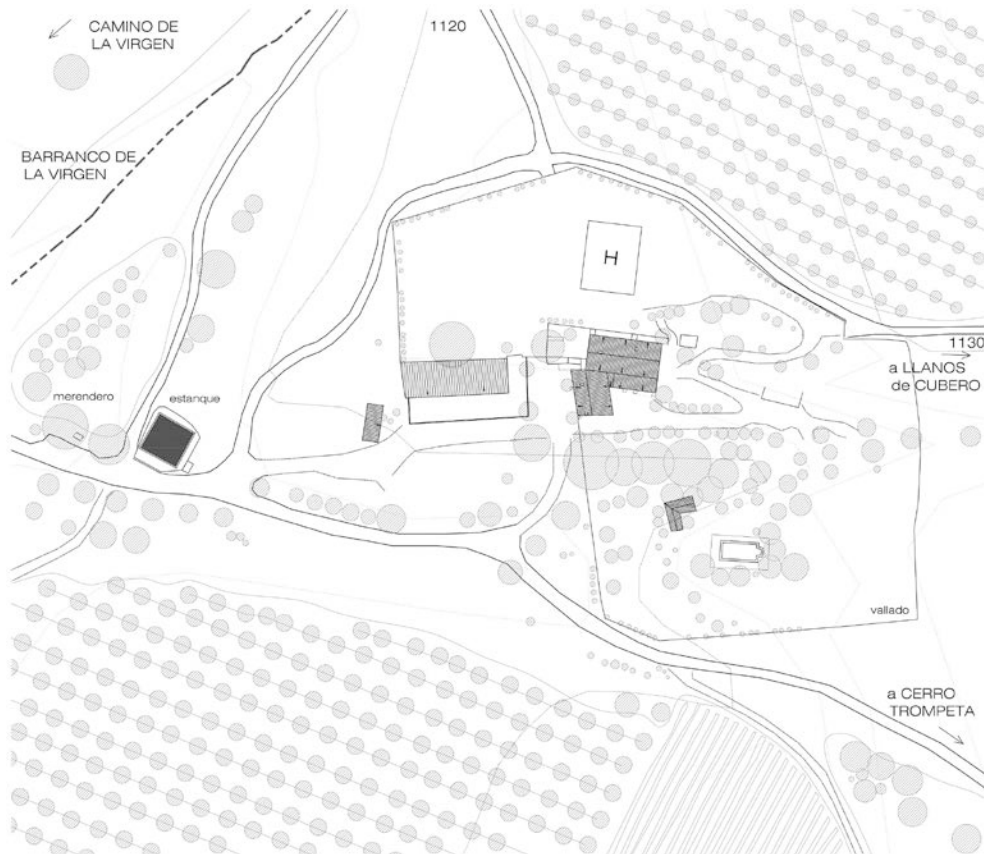 CAMINO DE
LA VIRGEN
1120
BARRANCO DE
LA VIRGEN
H
1130
a LLANOS
de CUBERO
merendero
estanque
vallado
a CERRO
TROMPETA